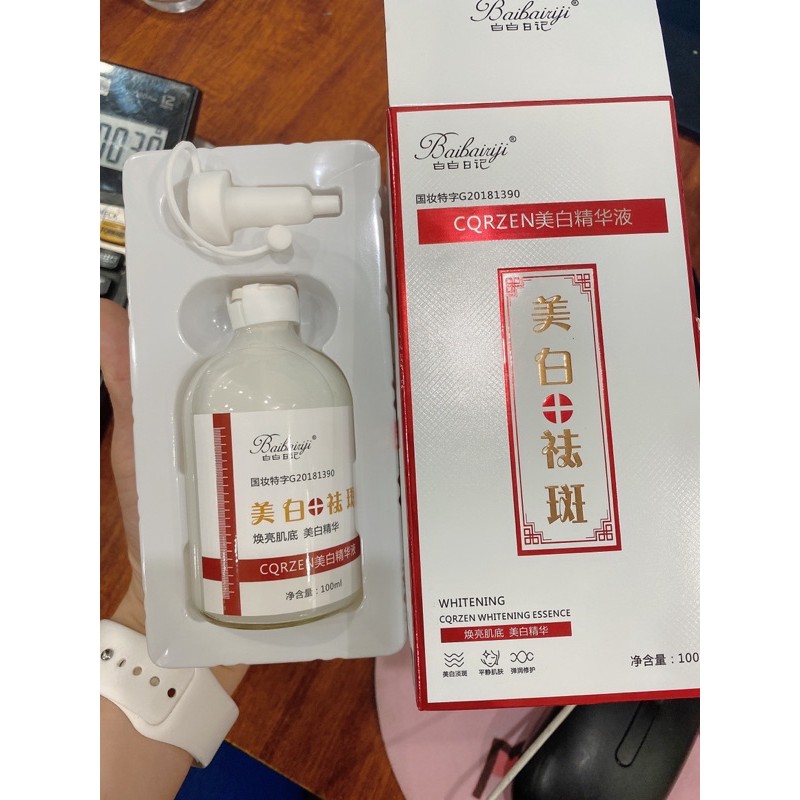 Baibairiji®
白白日记
Baibairiji®
白白日记
国妆特字G20181390
CQRZEN美白精华液
美
白
祛
斑
WHITENING
CQRZEN WHITENING ESSENCE
焕亮肌底 美白精华
美白淡斑 平静肌肤 弹润修护
净含量：100
Baibairiji®
白白日记
国妆特字G20181390
美白祛斑
焕亮肌底 美白精华
CQRZEN美白精华液
净含量：100ml